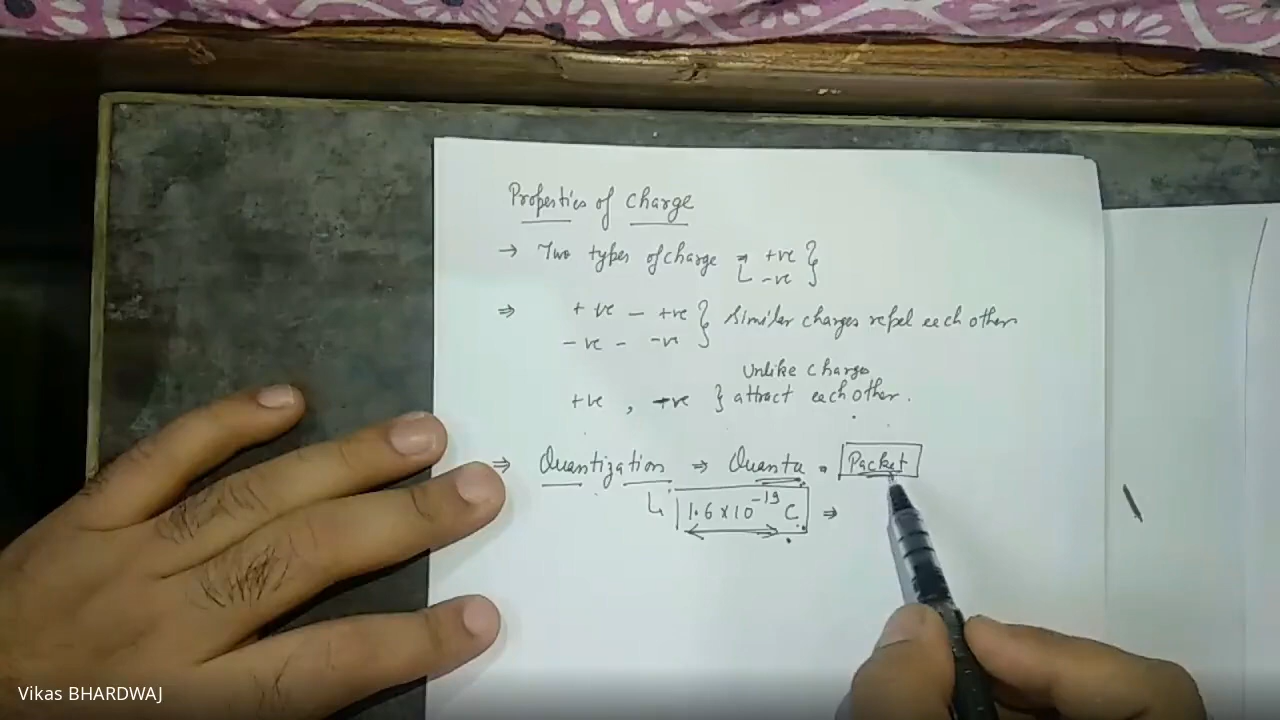 Properties of charge
→ Two types of charge → +ve }
↳ -ve
⇒ +ve - +ve } Similar charges repel each other
-ve - -ve
Unlike charges
+ve , -ve } attract each other.
⇒ Quantization ⇒ Quanta = Packet
↳ 1.6 x 10⁻¹⁹ C ⇒
Vikas BHARDWAJ